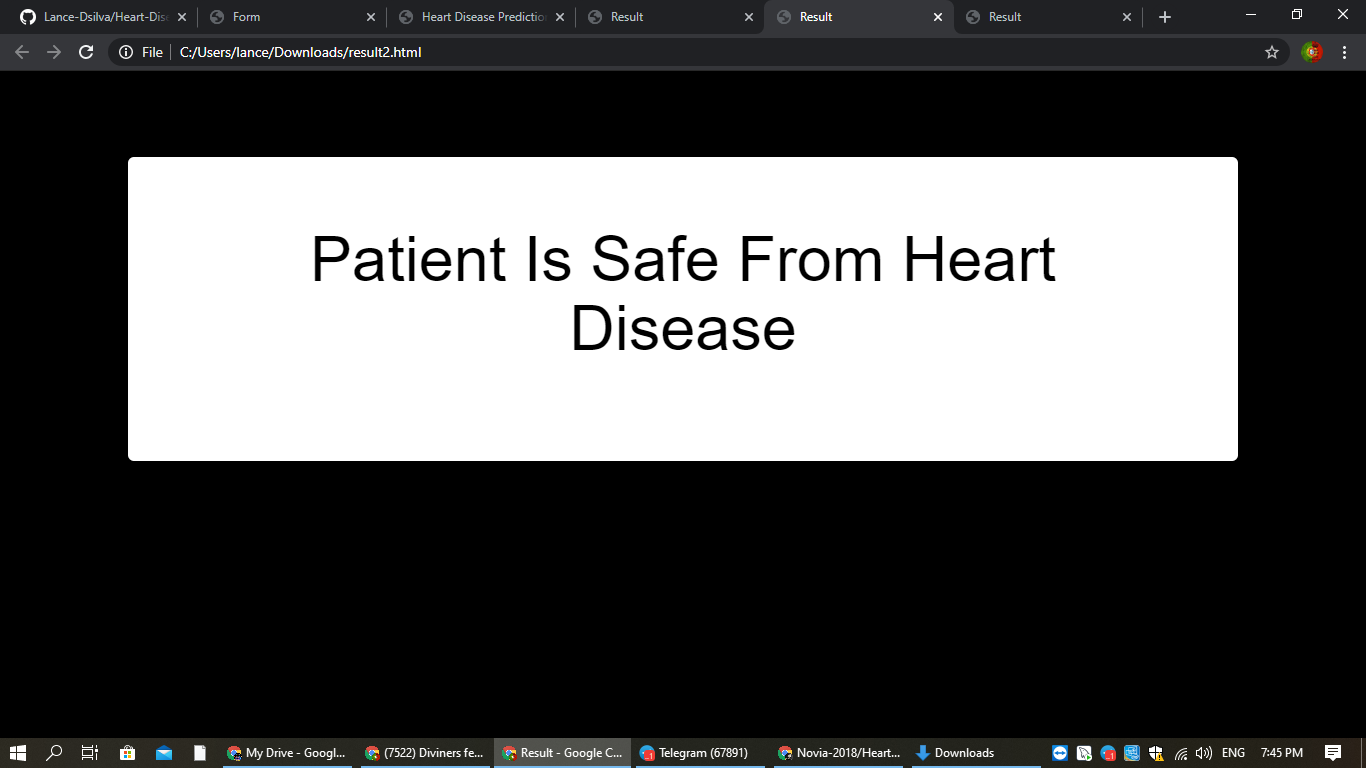 Lance-Dsilva/Heart-Dis
Form
Heart Disease Predictio
Result
Result
Result
File
C:/Users/lance/Downloads/result2.html
Patient Is Safe From Heart
Disease
My Drive - Googl...
(7522) Diviners fe...
Result - Google C...
Telegram (67891)
Novia-2018/Heart...
Downloads
ENG
7:45 PM